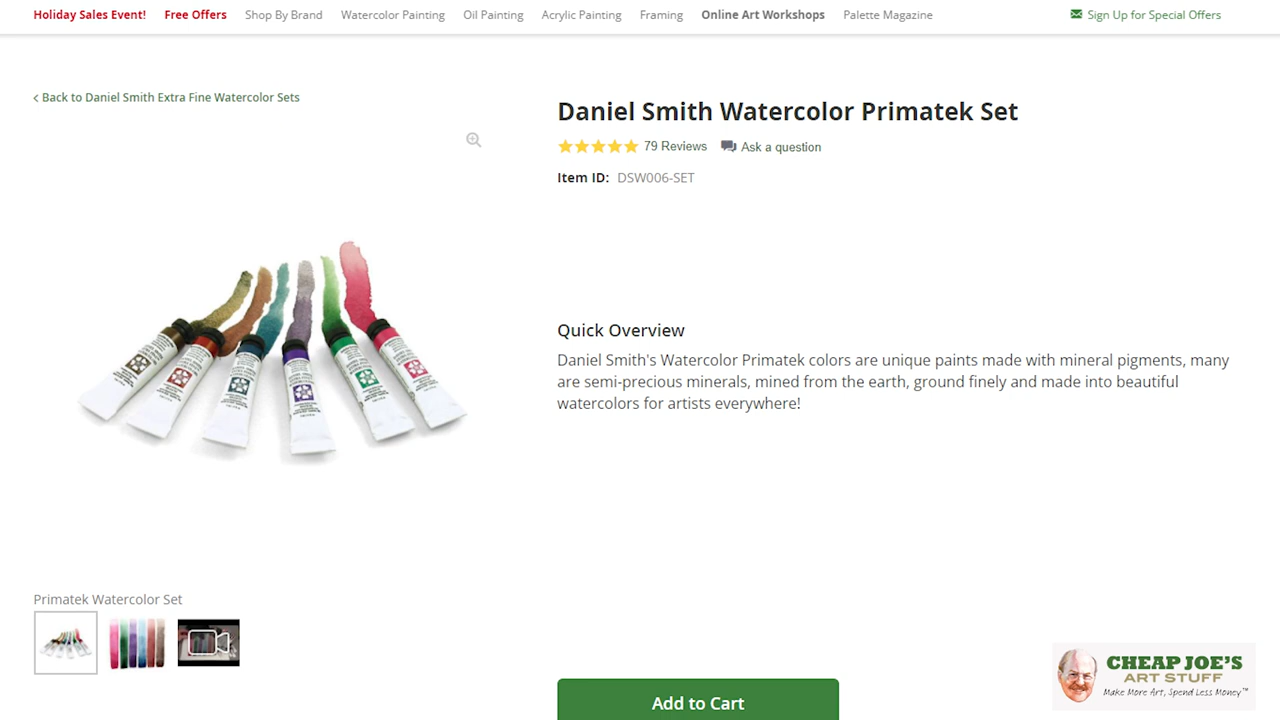 Holiday Sales Event! Free Offers Shop By Brand Watercolor Painting Oil Painting Acrylic Painting Framing Online Art Workshops Palette Magazine Sign Up for Special Offers
Back to Daniel Smith Extra Fine Watercolor Sets
Daniel Smith Watercolor Primatek Set
79 Reviews Ask a question
Item ID: DSW006-SET
Quick Overview
Daniel Smith's Watercolor Primatek colors are unique paints made with mineral pigments, many
are semi-precious minerals, mined from the earth, ground finely and made into beautiful
watercolors for artists everywhere!
Primatek Watercolor Set
Add to Cart
CHEAP JOE'S
ART STUFF
Make More Art, Spend Less Money™